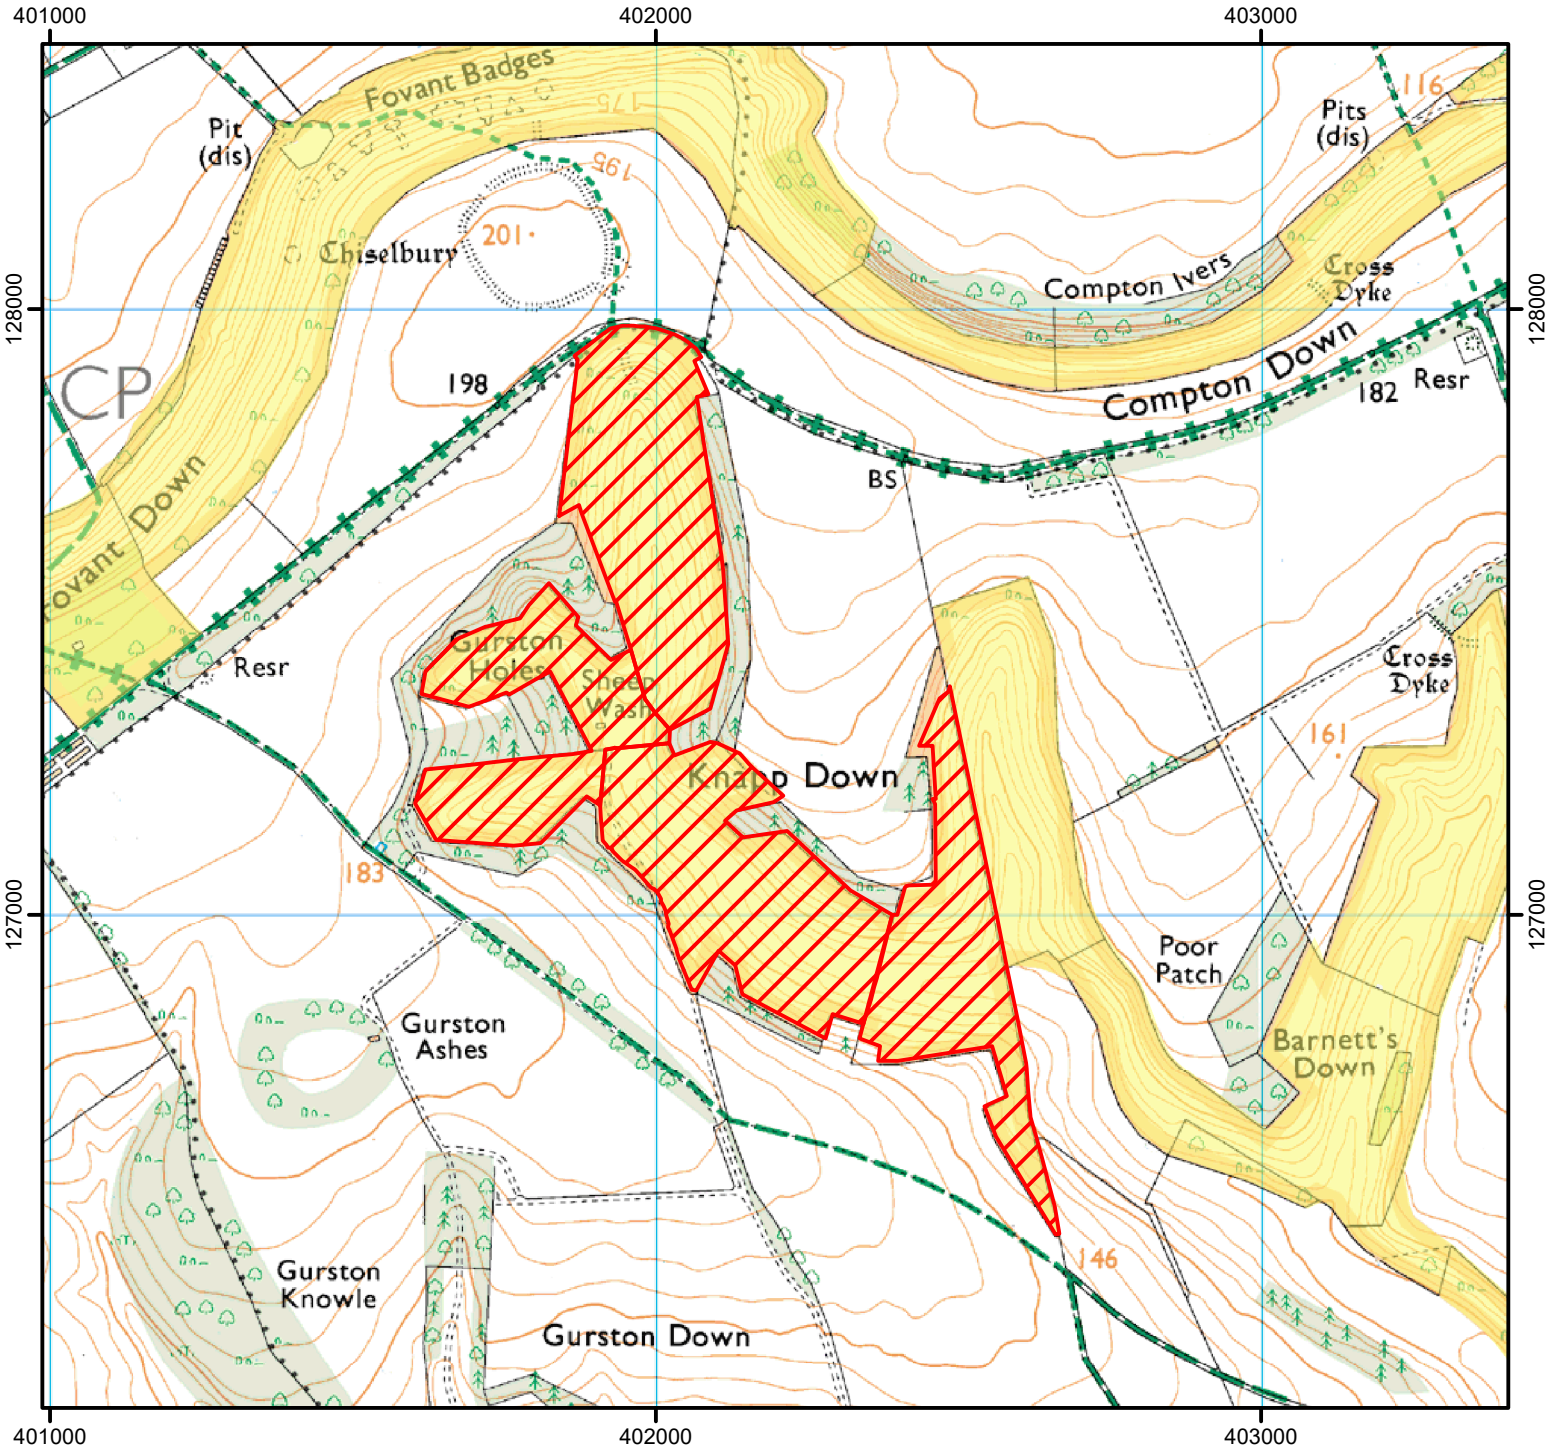 401000
402000
403000
Fovant Badges
175
116
Pit
(dis)
Pits
(dis)
195
201
Chiselbury
Compton Ivers
Cross
Dyke
128000
128000
CP
198
Compton Down
182
Resr
BS
Fovant Down
Gurston
Holes
Sheep
Wash
Resr
Cross
Dyke
161
Knapp Down
183
127000
127000
Poor
Patch
Gurston
Ashes
Barnett's
Down
146
Gurston
Knowle
Gurston Down
401000
402000
403000